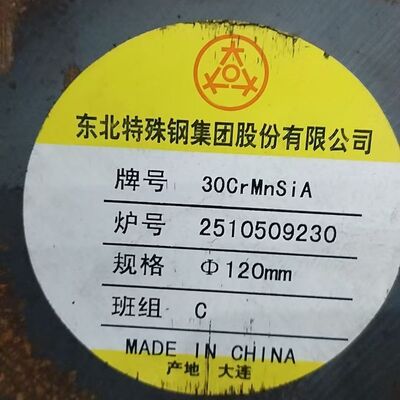 东北特殊钢集团股份有限公司
牌号 30CrMnSiA
炉号 2510509230
规格 Φ120mm
班组 C
MADE IN CHINA
产地 大连